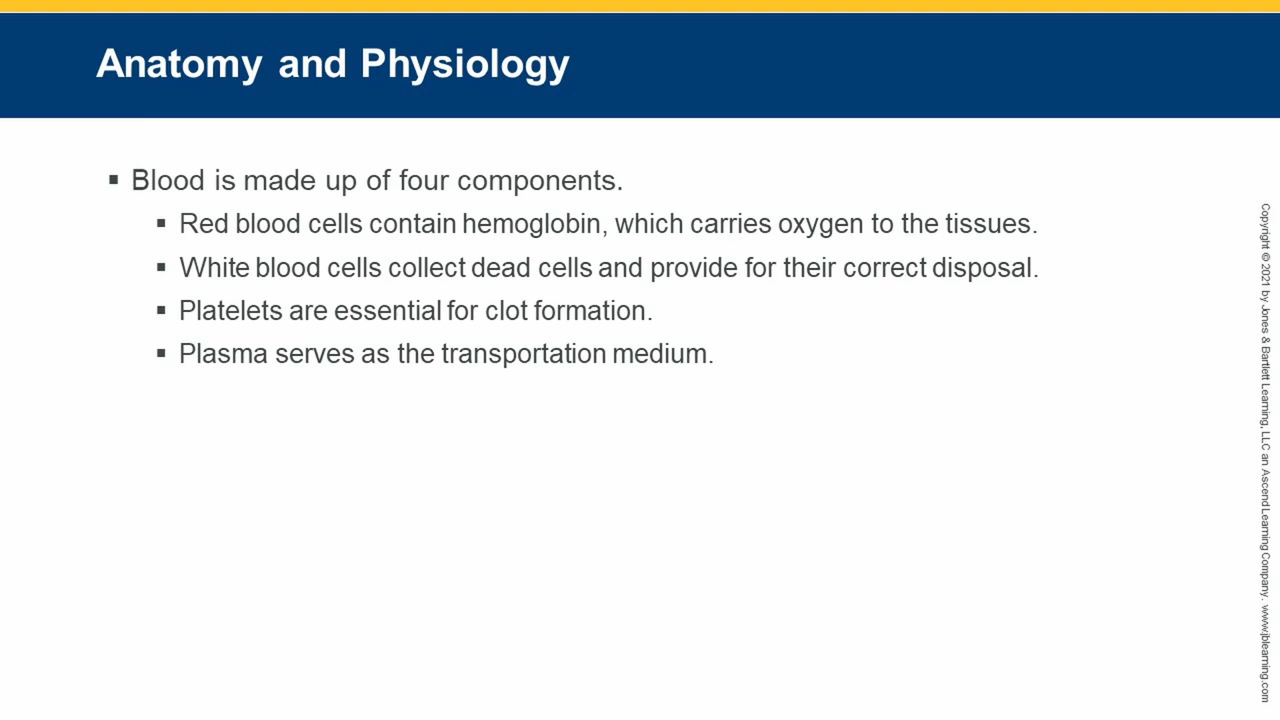 Anatomy and Physiology
▪ Blood is made up of four components.
▪ Red blood cells contain hemoglobin, which carries oxygen to the tissues.
▪ White blood cells collect dead cells and provide for their correct disposal.
▪ Platelets are essential for clot formation.
▪ Plasma serves as the transportation medium.
Copyright © 2021 by Jones & Bartlett Learning, LLC an Ascend Learning Company. www.jblearning.com